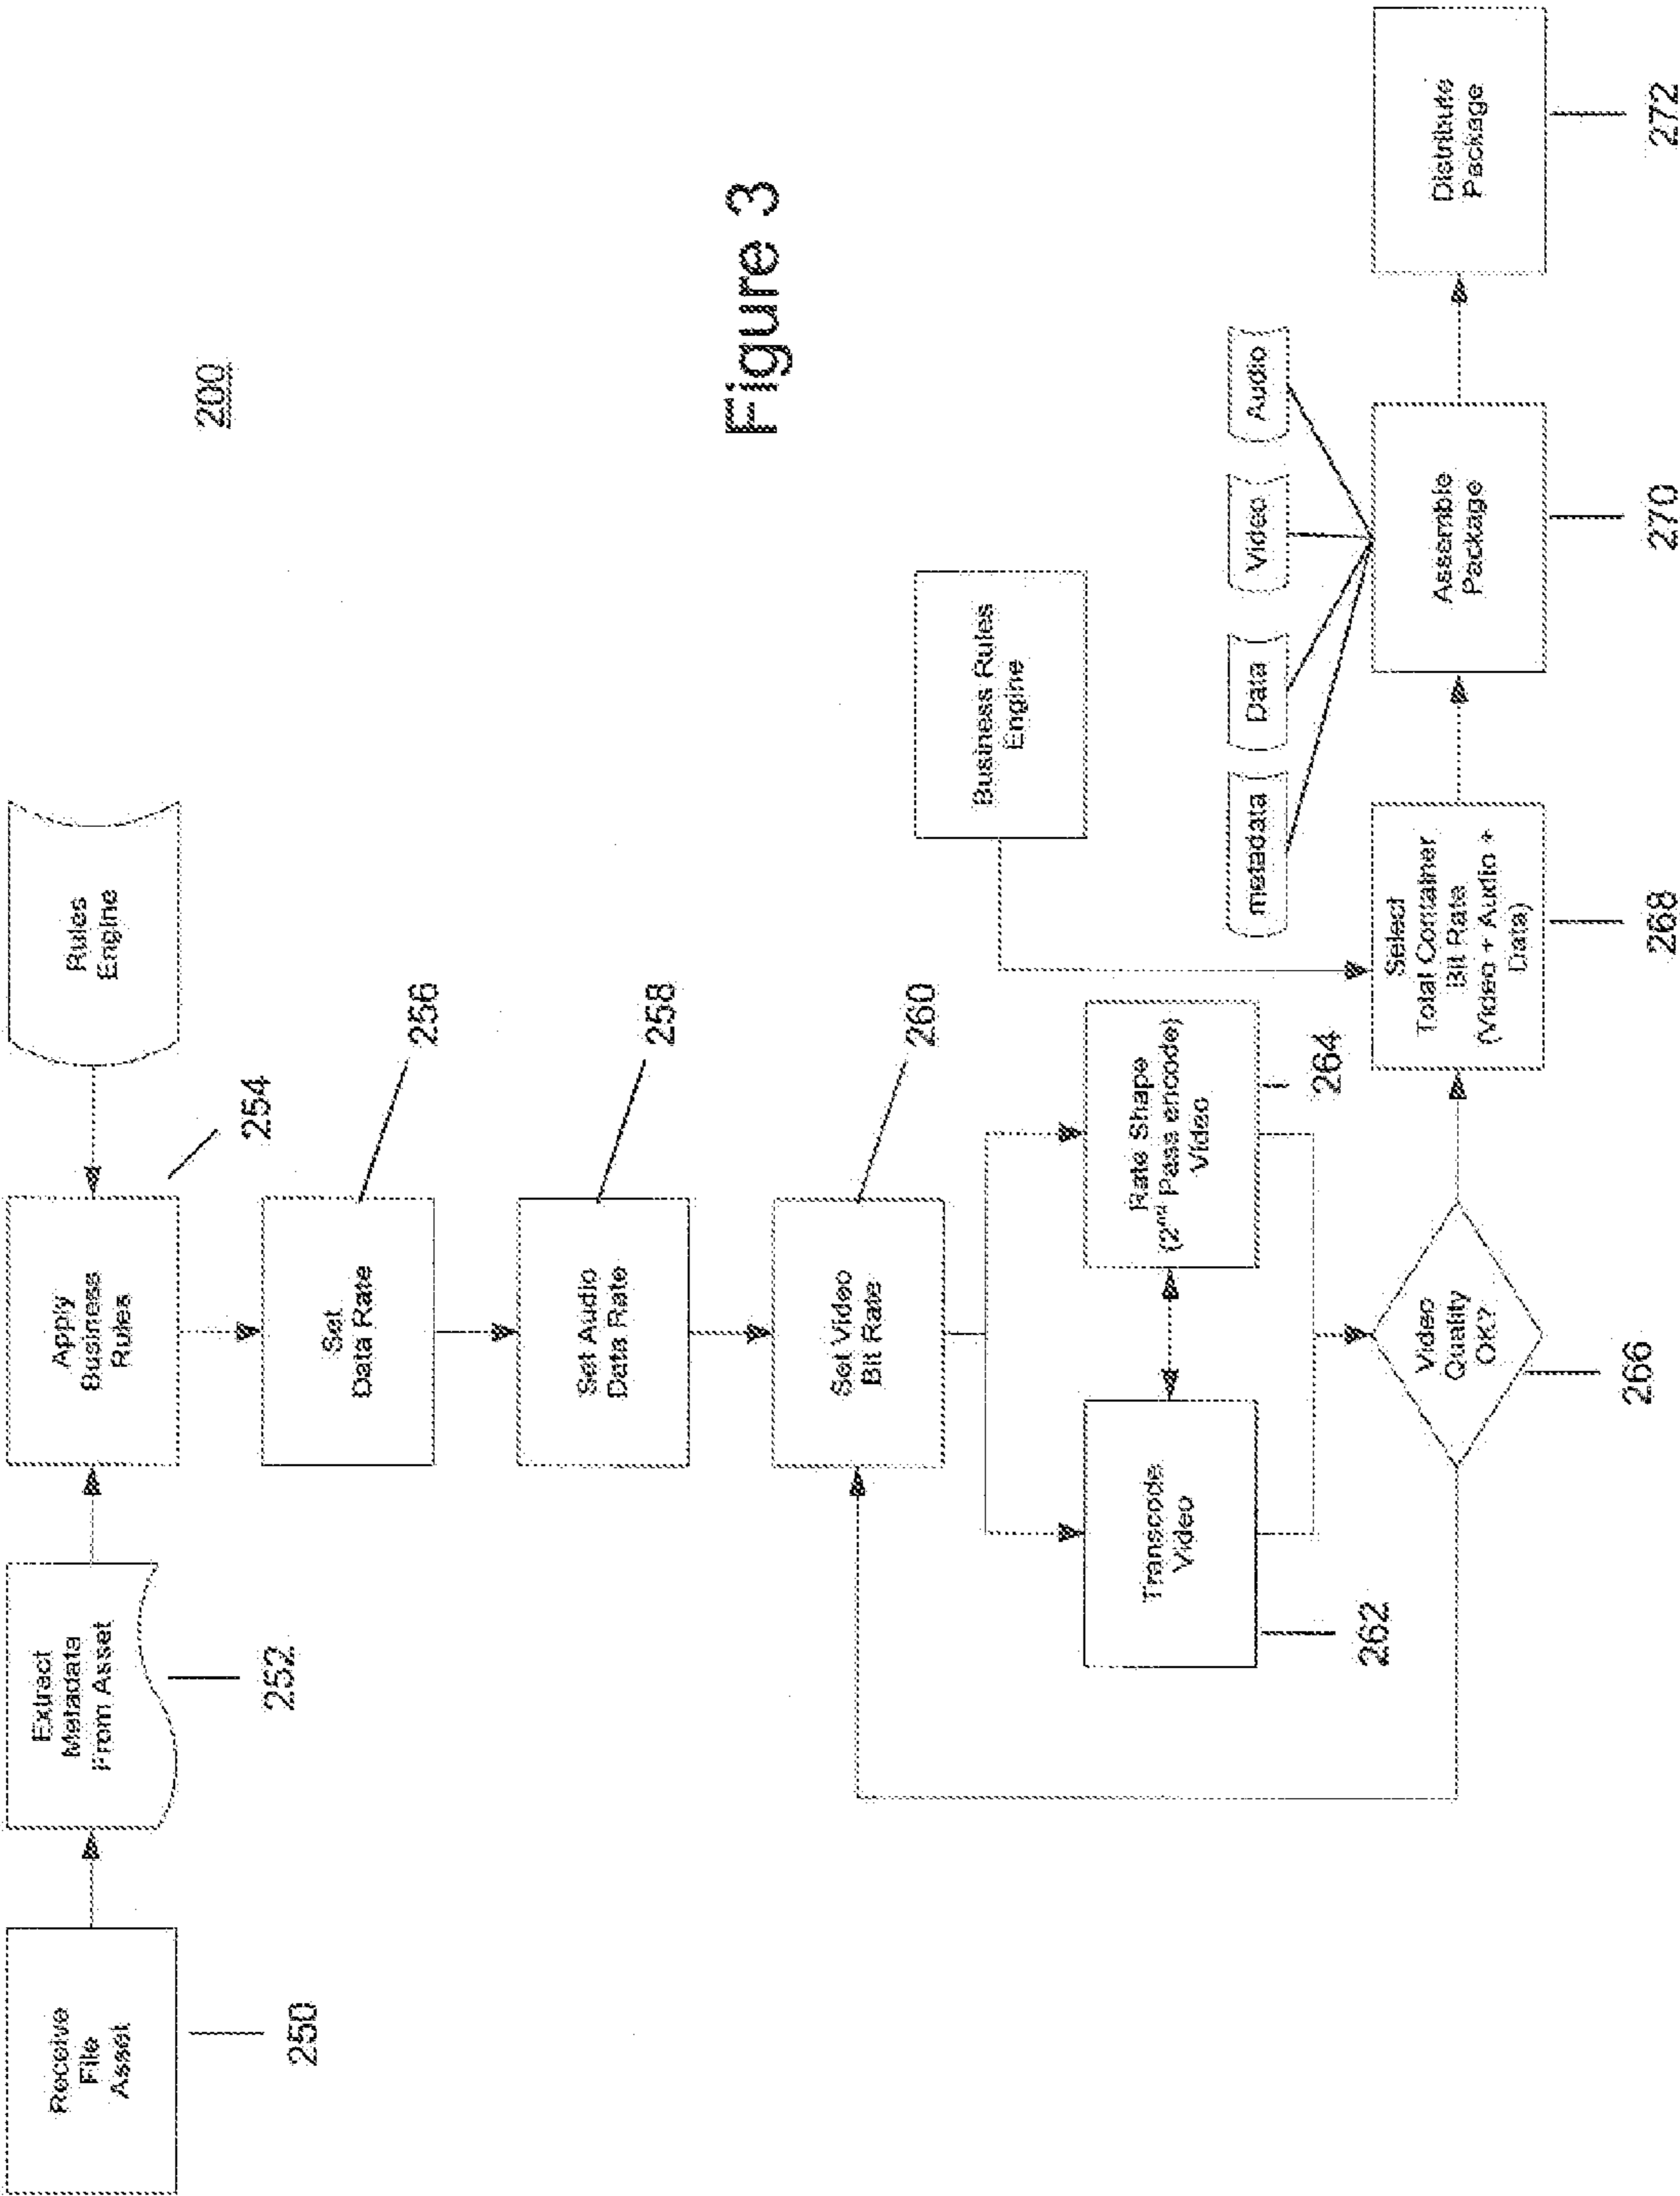 200
Receive
File
Asset
250
Extract
Metadata
From Asset
252
Apply
Business
Rules
254
Rules
Engine
Set
Data Rate
256
Set Audio
Data Rate
258
Set Video
Bit Rate
260
Transcode
Video
262
Rate Shape
(2nd Pass encode)
Video
264
Video
Quality
OK?
266
Business Rules
Engine
Select
Total Container
Bit Rate
(Video + Audio +
Data)
268
metadata
Data
Video
Audio
Assemble
Package
270
Distribute
Package
272
Figure 3